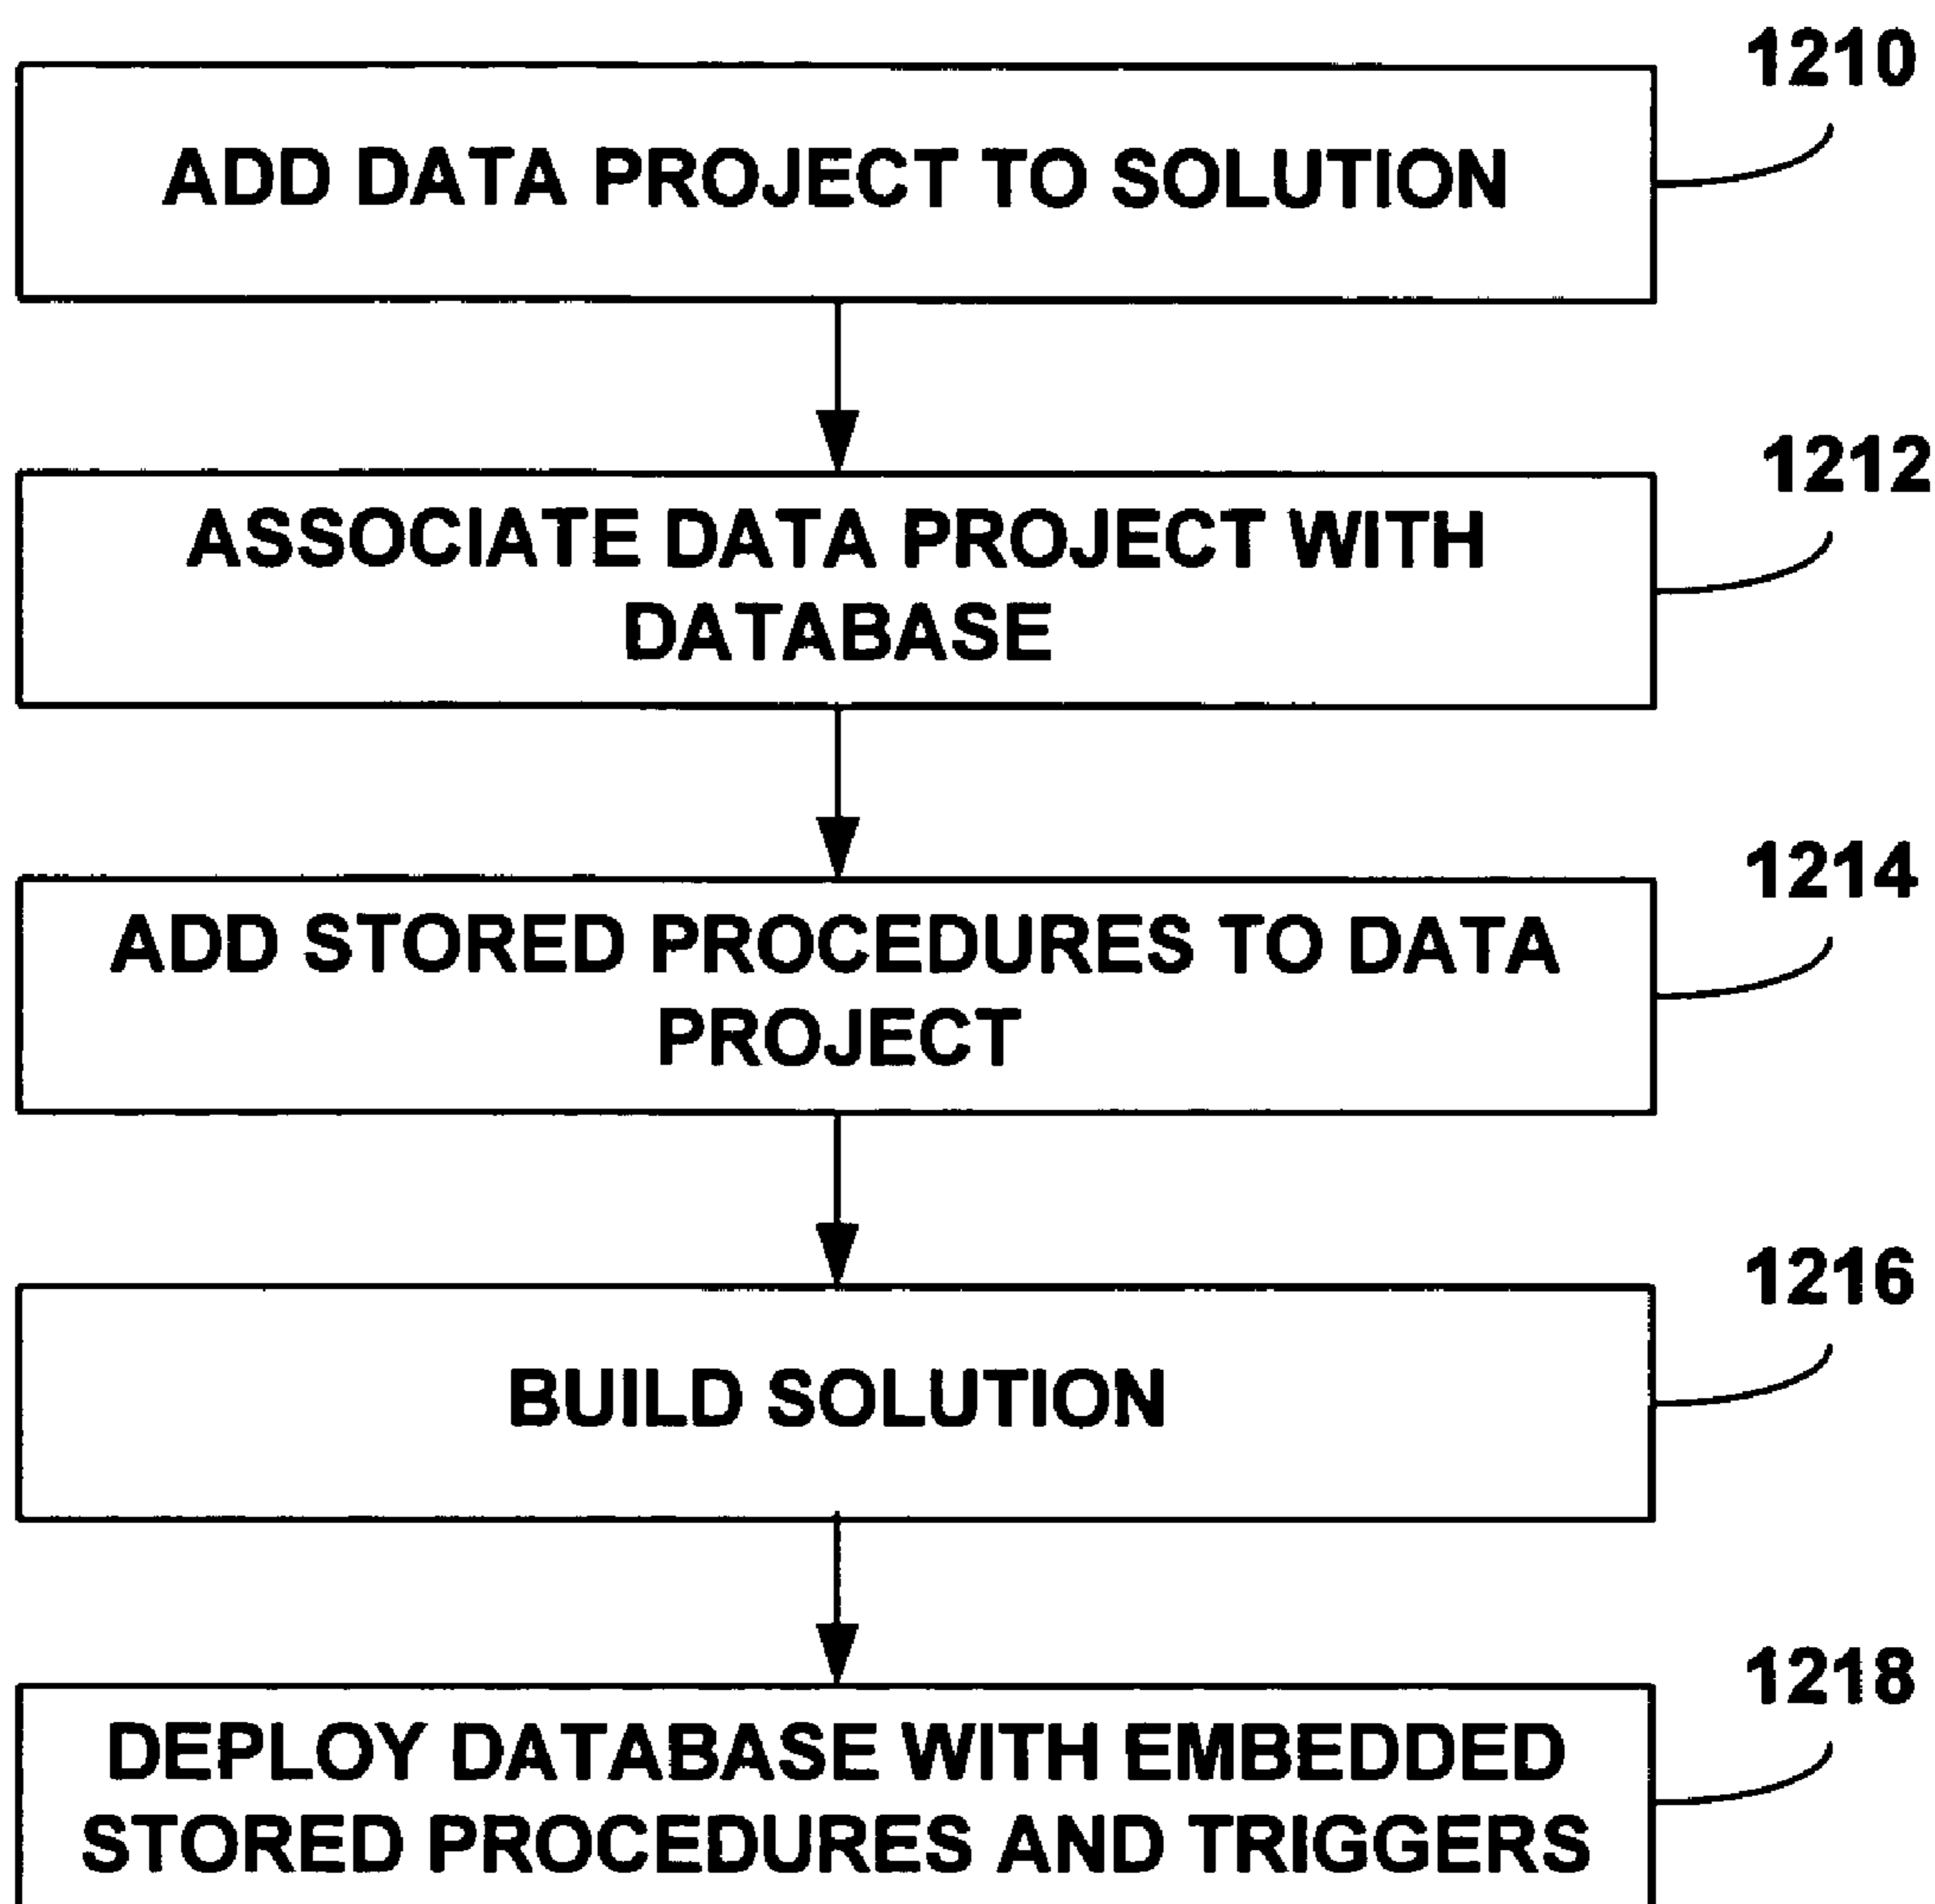 1210
ADD DATA PROJECT TO SOLUTION
1212
ASSOCIATE DATA PROJECT WITH
DATABASE
1214
ADD STORED PROCEDURES TO DATA
PROJECT
1216
BUILD SOLUTION
1218
DEPLOY DATABASE WITH EMBEDDED
STORED PROCEDURES AND TRIGGERS